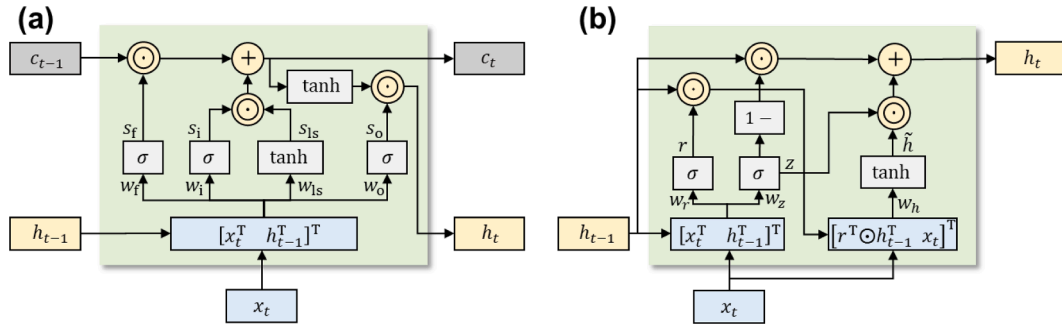 (a)
c_{t−1}
+
c_t
tanh
s_f
s_i
s_ls
s_o
σ
σ
tanh
σ
w_f
w_i
w_ls
w_o
h_{t−1}
[x_t^T h_{t−1}^T]^T
h_t
x_t
(b)
+
h_t
1 −
r
z
h̃
σ
σ
tanh
w_r
w_z
w_h
h_{t−1}
[x_t^T h_{t−1}^T]^T
[r^T⊙h_{t−1}^T x_t]^T
x_t